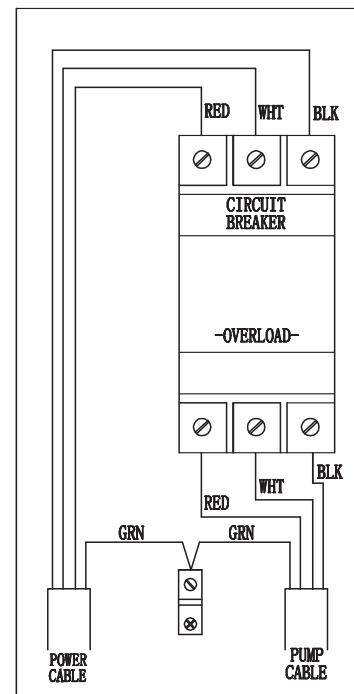 RED
WHT
BLK
CIRCUIT
BREAKER
-OVERLOAD-
BLK
WHT
RED
GRN
GRN
POWER
CABLE
PUMP
CABLE